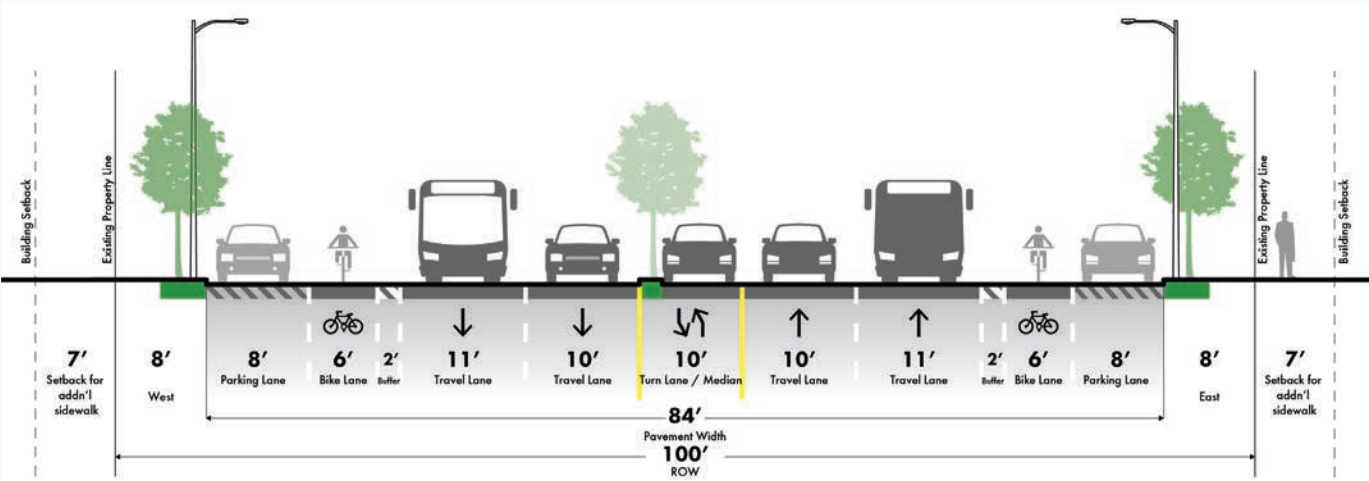 Building Setback
Existing Property Line
Existing Property Line
Building Setback
7’
Setback for
addn’l
sidewalk
8’
West
8’
Parking Lane
6’
Bike Lane
2’
Buffer
11’
Travel Lane
10’
Travel Lane
10’
Turn Lane / Median
10’
Travel Lane
11’
Travel Lane
2’
Buffer
6’
Bike Lane
8’
Parking Lane
8’
East
7’
Setback for
addn’l
sidewalk
84’
Pavement Width
100’
ROW